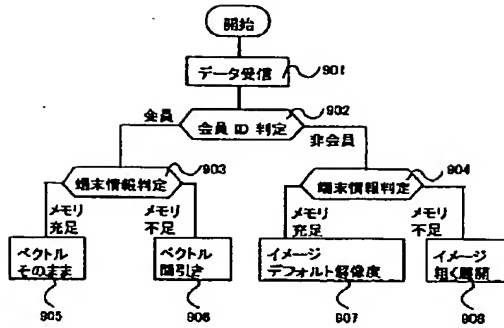 開始
データ受信
901
902
会員
会員 ID 判定
非会員
903
904
端末情報判定
端末情報判定
メモリ
充足
メモリ
不足
メモリ
充足
メモリ
不足
ベクトル
そのまま
ベクトル
間引き
イメージ
デフォルト解像度
イメージ
粗く展開
905
906
907
908